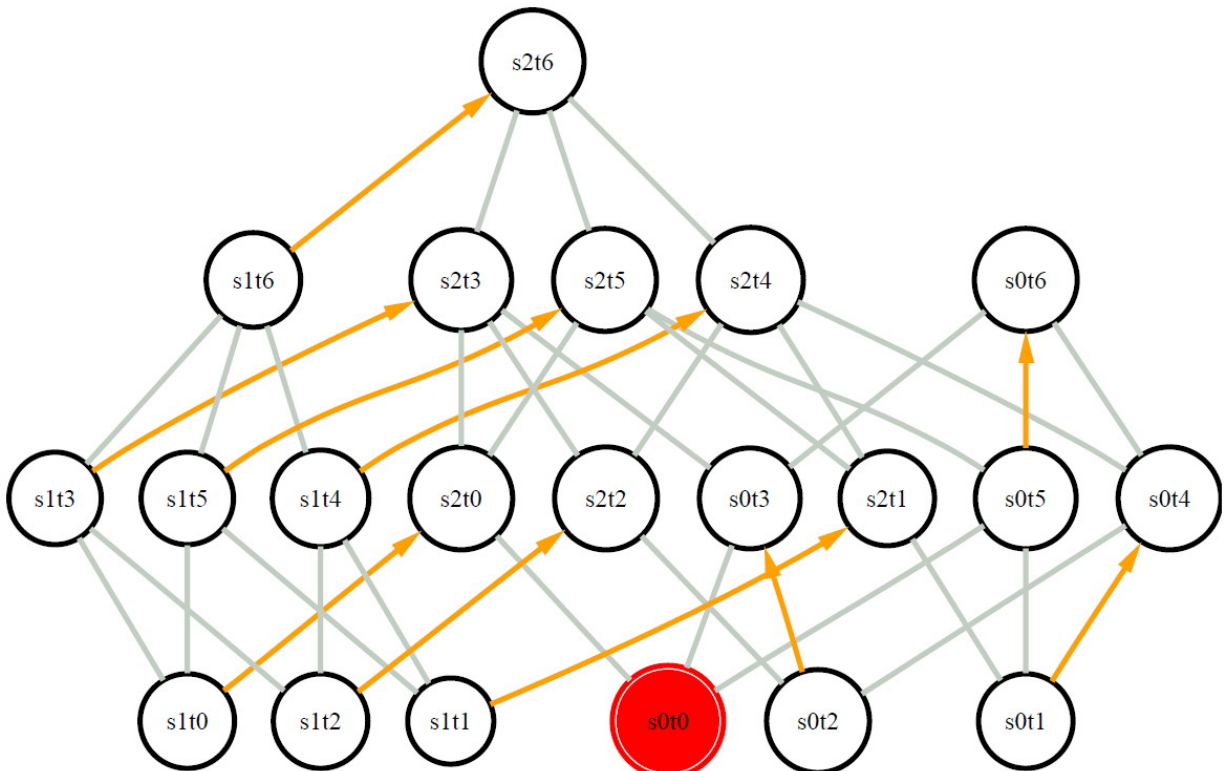 s2t6
s1t6 s2t3 s2t5 s2t4 s0t6
s1t3 s1t5 s1t4 s2t0 s2t2 s0t3 s2t1 s0t5 s0t4
s1t0 s1t2 s1t1 s0t0 s0t2 s0t1